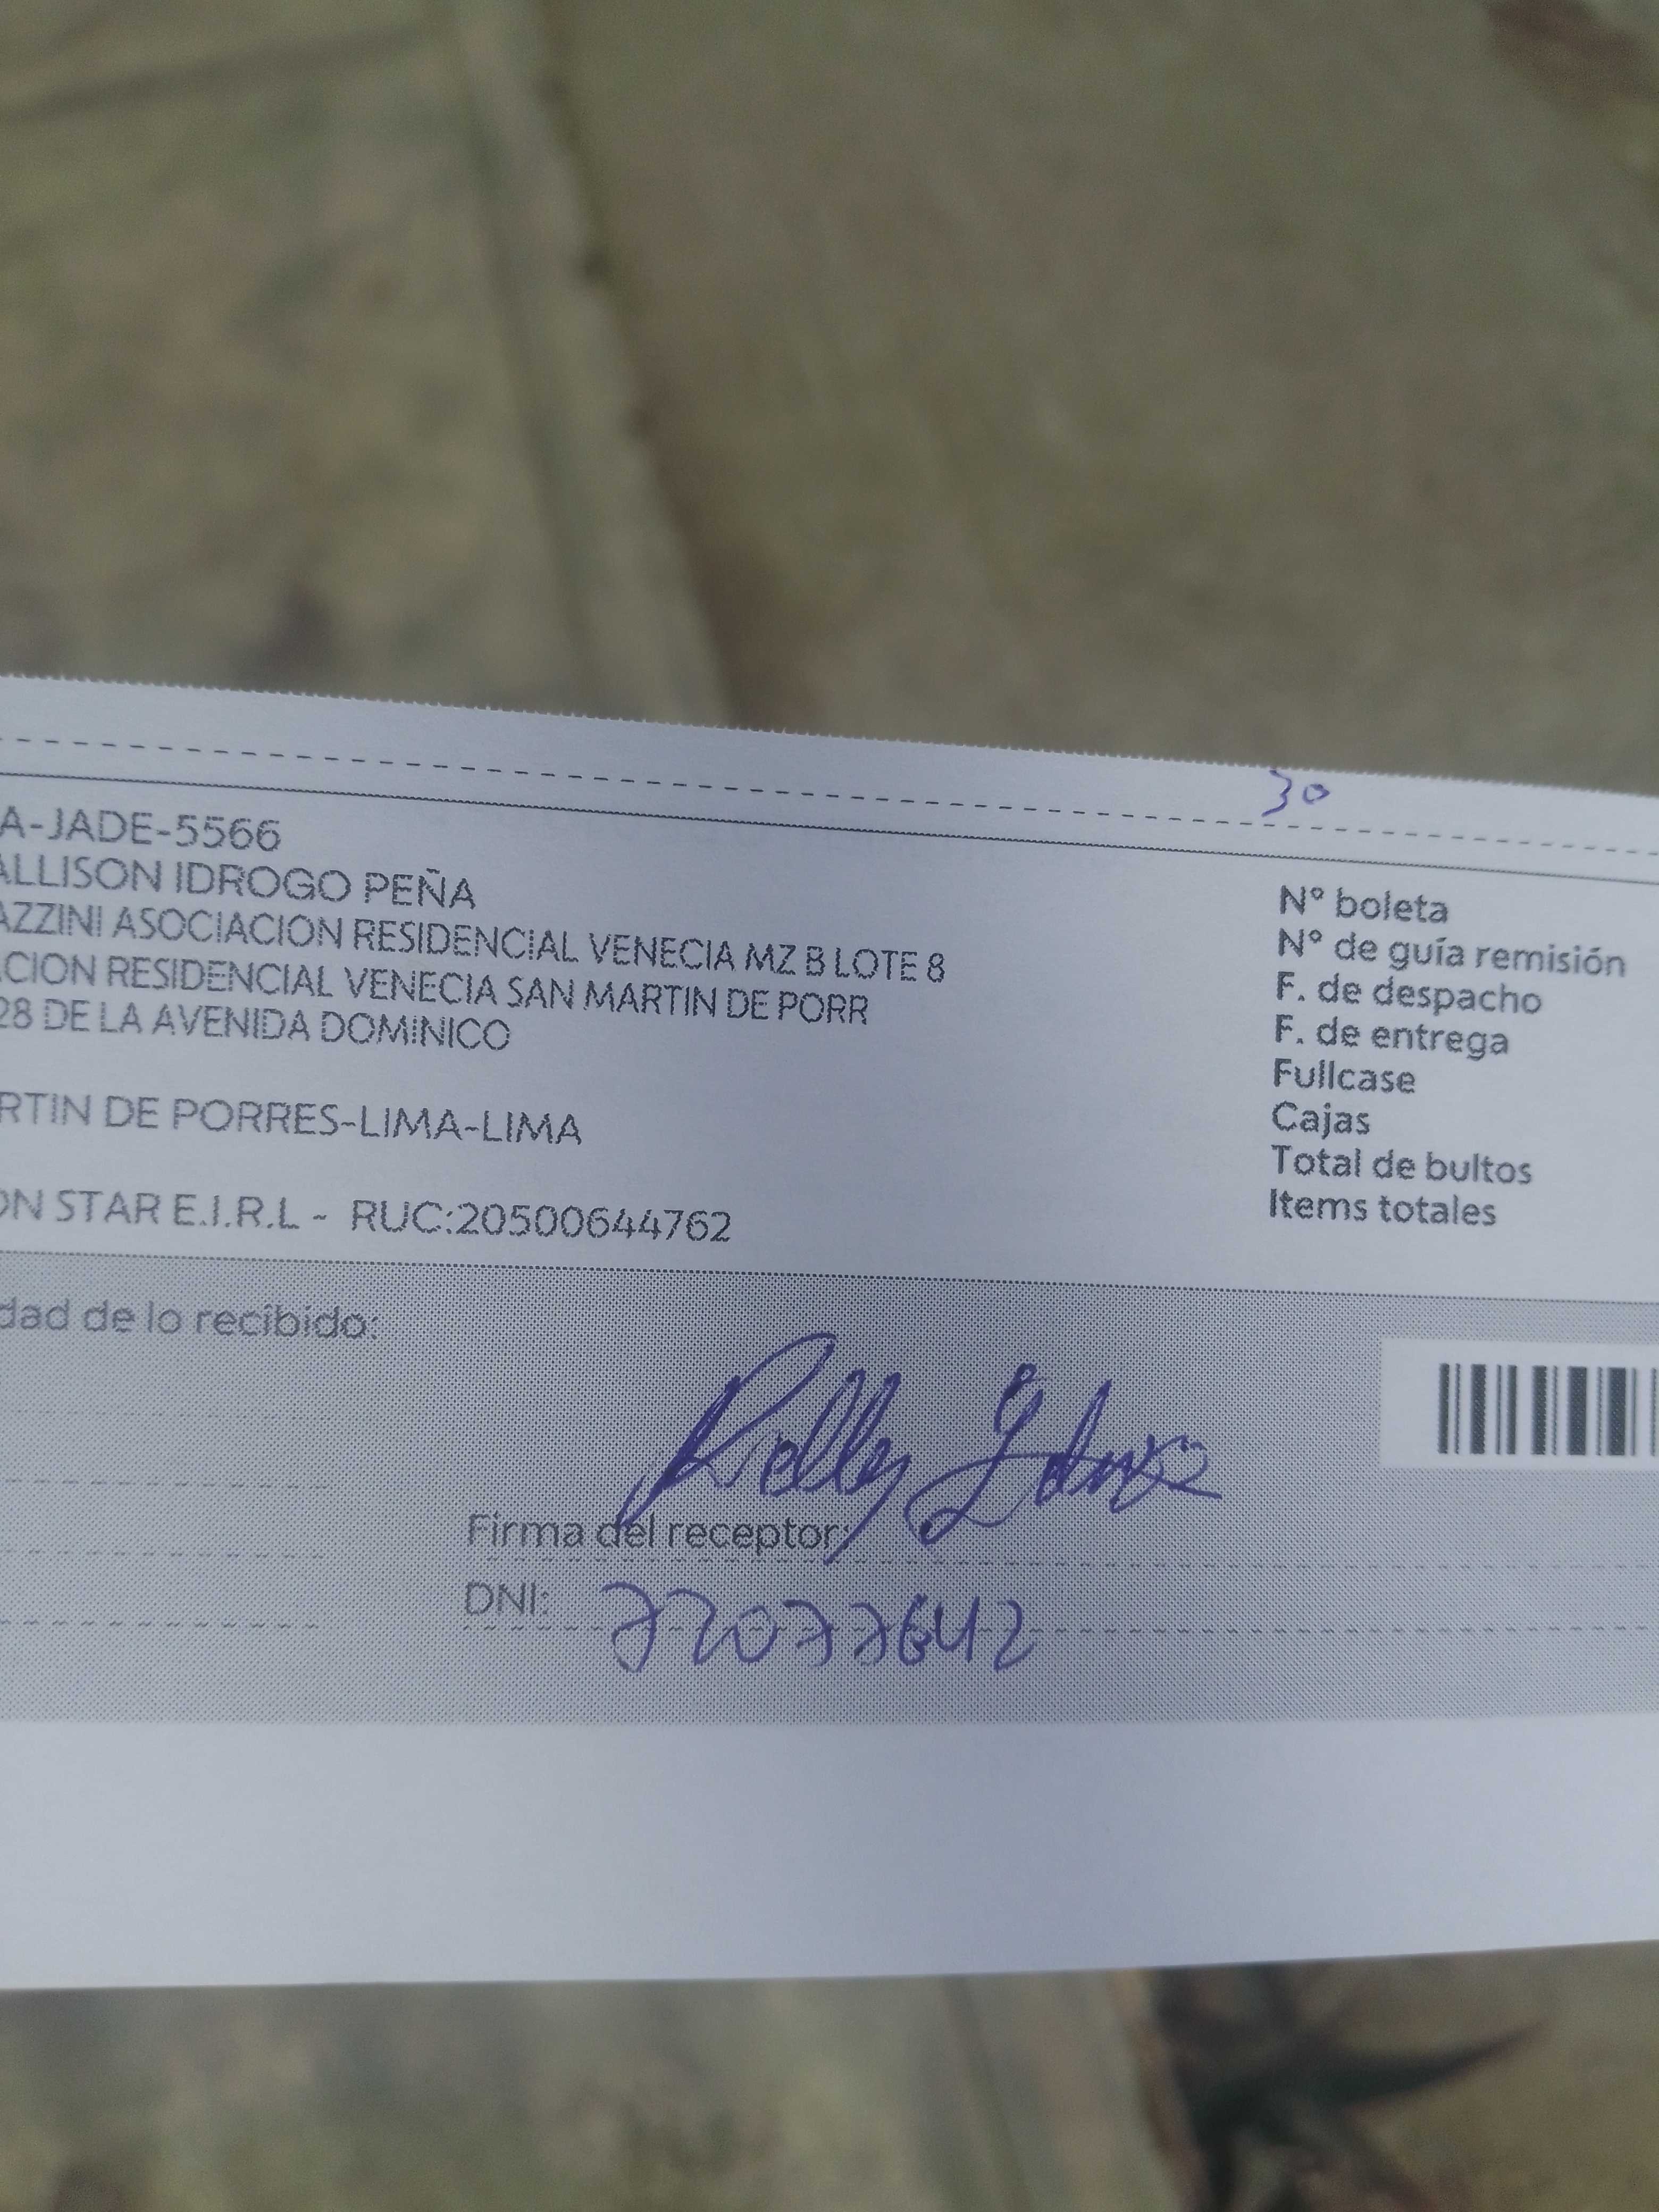 30
A-JADE-5566
ALLISON IDROGO PEÑA
AZZINI ASOCIACION RESIDENCIAL VENECIA MZ B LOTE 8
CION RESIDENCIAL VENECIA SAN MARTIN DE PORR
28 DE LA AVENIDA DOMINICO
RTIN DE PORRES-LIMA-LIMA
ON STAR E.I.R.L - RUC:20500644762
Nº boleta
Nº de guía remisión
F. de despacho
F. de entrega
Fullcase
Cajas
Total de bultos
Items totales
dad de lo recibido:
Firma del receptor:
DNI: 72077642